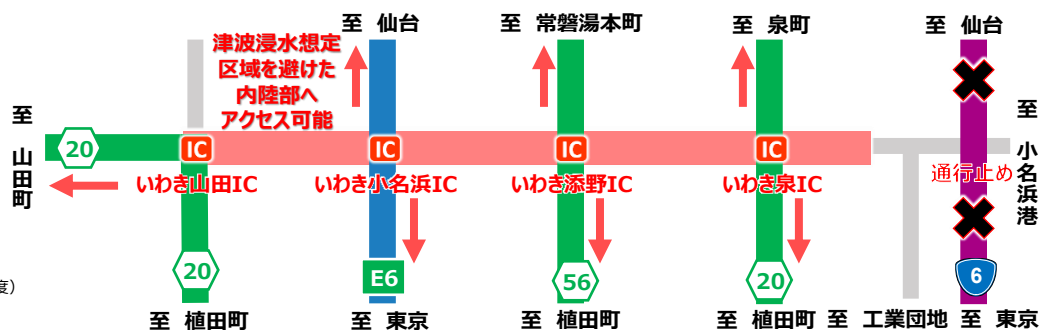 至 仙台
至 常磐湯本町
至 泉町
至 仙台
津波浸水想定
区域を避けた
内陸部へ
アクセス可能
至 山田町
20
IC
IC
IC
IC
至 小名浜港
いわき山田IC
いわき小名浜IC
いわき添野IC
いわき泉IC
通行止め
20
E6
56
20
6
度）
至 植田町
至 東京
至 植田町
至 植田町
至 工業団地
至 東京